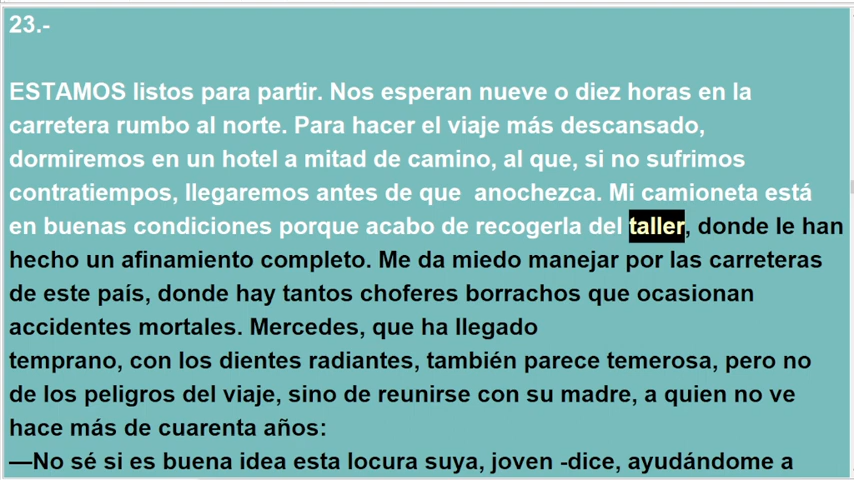 23.-
ESTAMOS listos para partir. Nos esperan nueve o diez horas en la
carretera rumbo al norte. Para hacer el viaje más descansado,
dormiremos en un hotel a mitad de camino, al que, si no sufrimos
contratiempos, llegaremos antes de que  anochezca. Mi camioneta está
en buenas condiciones porque acabo de recogerla del taller, donde le han
hecho un afinamiento completo. Me da miedo manejar por las carreteras
de este país, donde hay tantos choferes borrachos que ocasionan
accidentes mortales. Mercedes, que ha llegado
temprano, con los dientes radiantes, también parece temerosa, pero no
de los peligros del viaje, sino de reunirse con su madre, a quien no ve
hace más de cuarenta años:
—No sé si es buena idea esta locura suya, joven -dice, ayudándome a